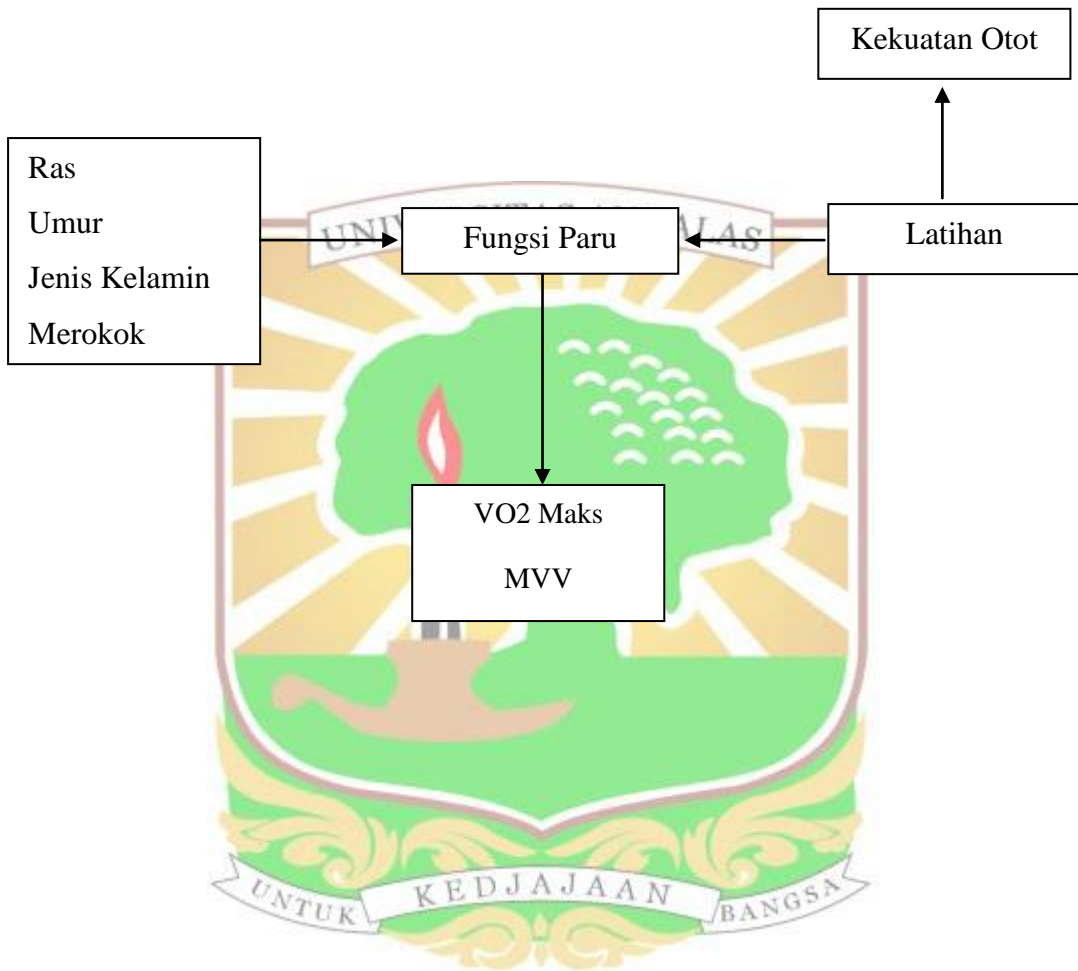 Kekuatan Otot
Ras
Umur
Jenis Kelamin
Merokok
Fungsi Paru
Latihan
VO2 Maks
MVV
UNTUK KEDJAJAAN BANGSA